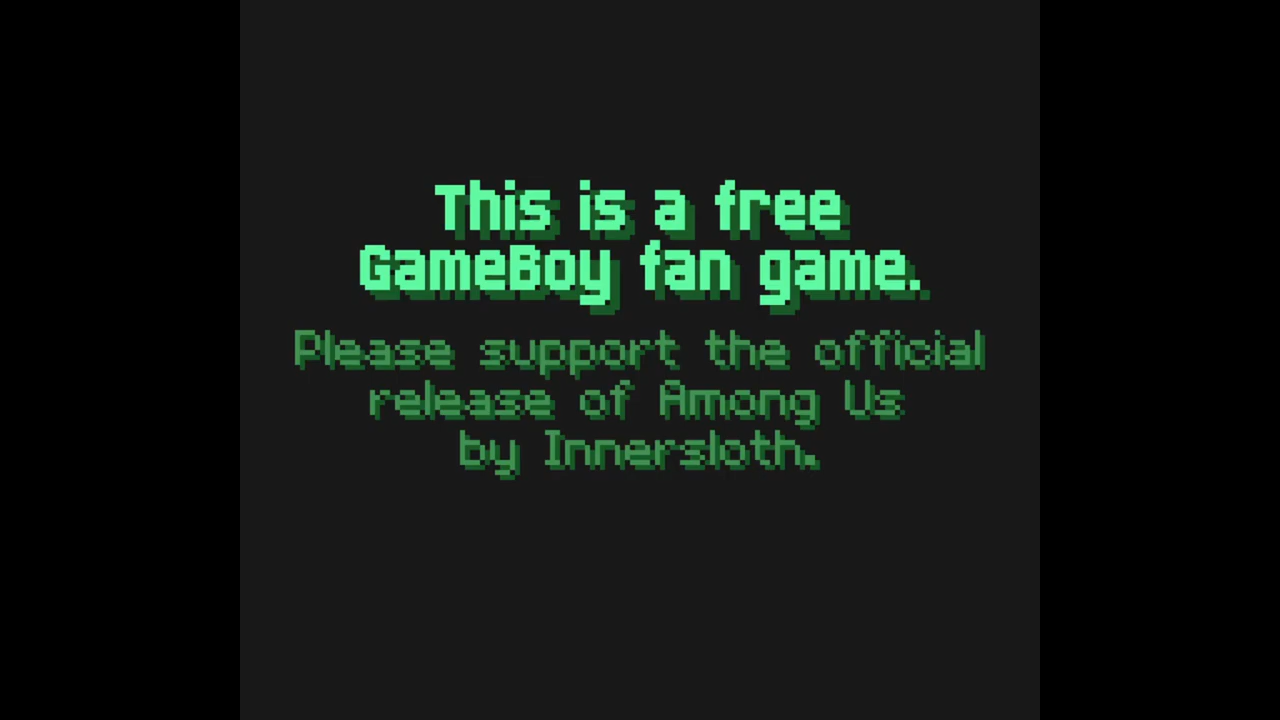 This is a free
GameBoy fan game.
Please support the official
release of Among Us
by Innersloth.